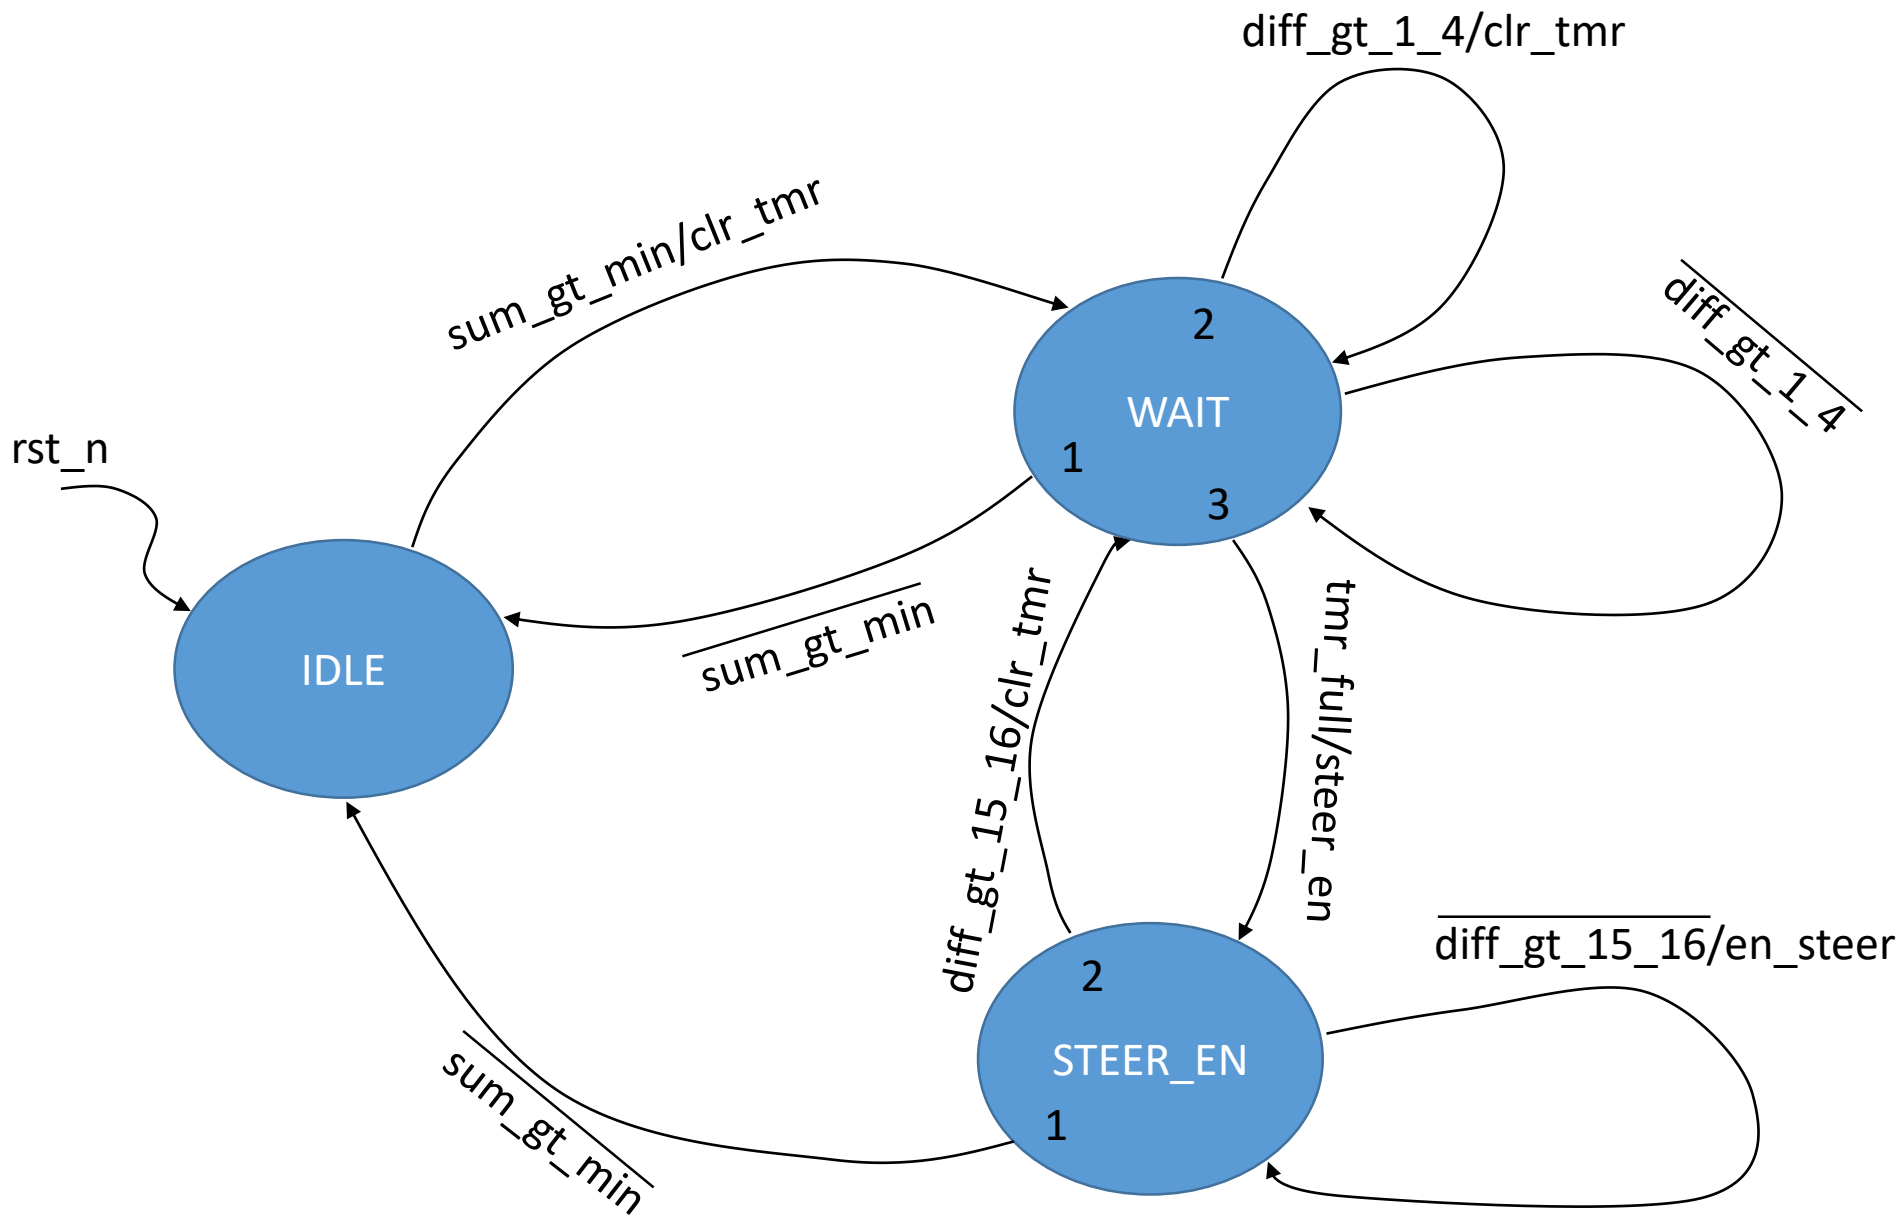 diff_gt_1_4/clr_tmr
sum_gt_min/clr_tmr
diff_gt_1_4
2
WAIT
1
3
rst_n
sum_gt_min
IDLE
diff_gt_15_16/clr_tmr
tmr_full/steer_en
diff_gt_15_16/en_steer
2
STEER_EN
1
sum_gt_min